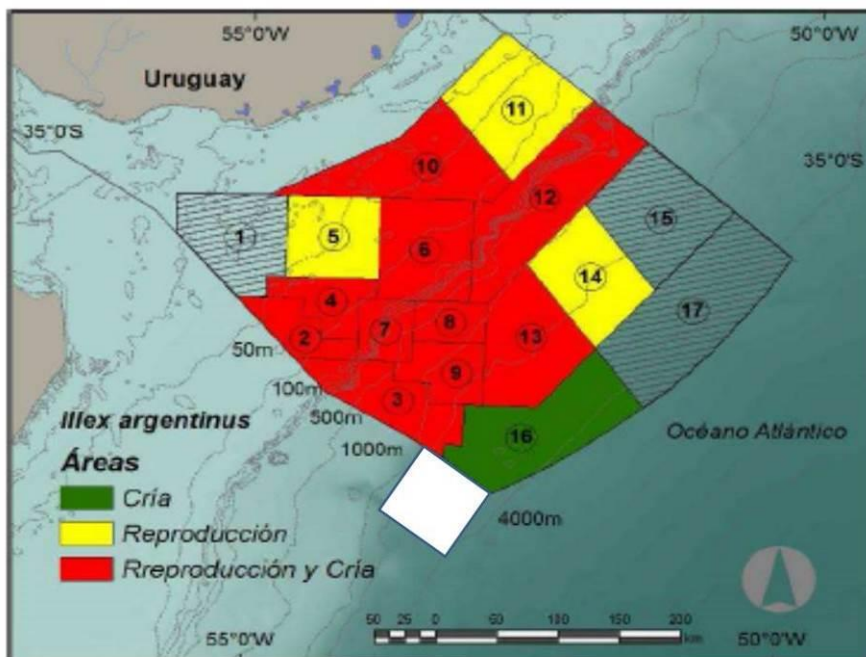 55°0'W
50°0'W
Uruguay
35°0'S
35°0'S
11
10
12
15
1
5
6
14
17
4
2
7
8
13
50m
9
100m
3
500m
16
1000m
4000m
Illex argentinus
Océano Atlántico
Áreas
Cría
Reproducción
Rreproducción y Cría
50 25 0 50 100 150 200
km
55°0'W
50°0'W